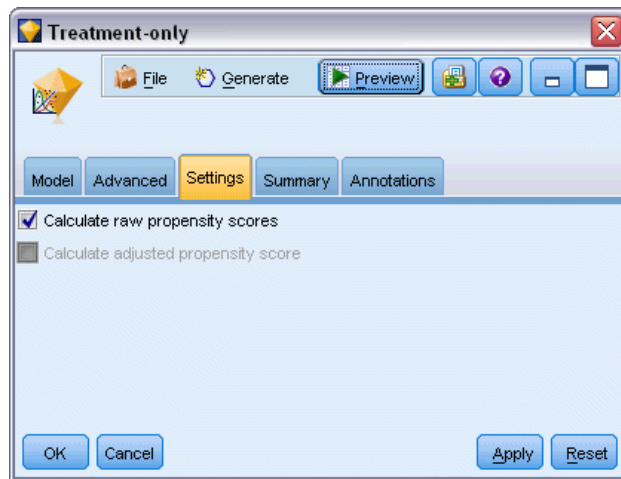 Treatment-only
File Generate Preview
Model Advanced Settings Summary Annotations
Calculate raw propensity scores
Calculate adjusted propensity score
OK Cancel Apply Reset